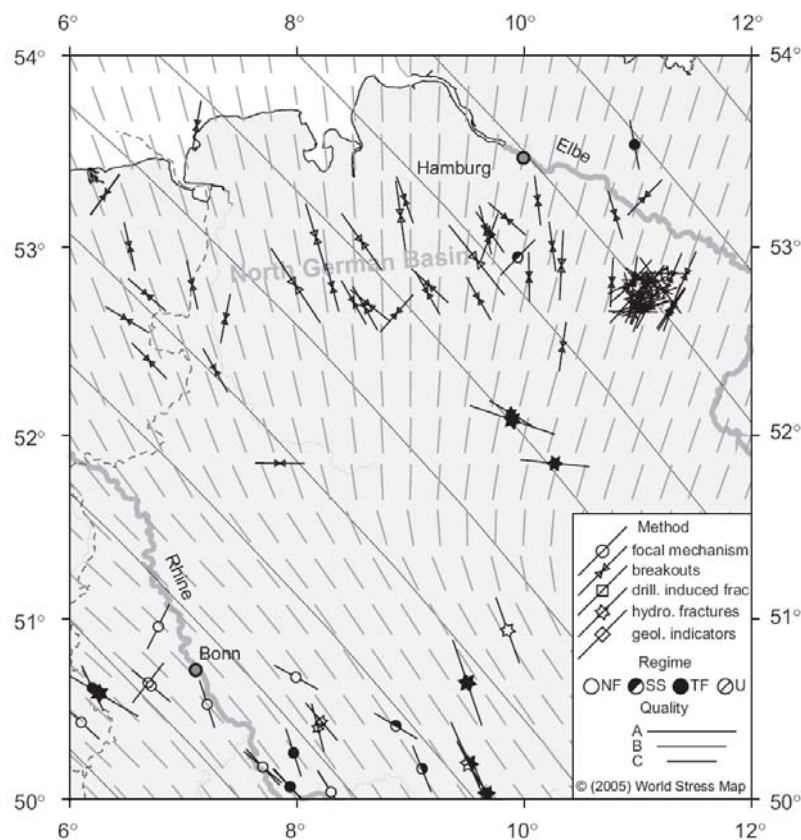 6° 8° 10° 12°
54° 54°
Elbe
Hamburg
53° 53°
North German Basin
52° 52°
Method
focal mechanism
breakouts
drill. induced frac
51° hydro. fractures 51°
geol. indicators
Rhine
Regime
Bonn
NF SS TF U
Quality
A
B
C
© (2005) World Stress Map
50° 50°
6° 8° 10° 12°